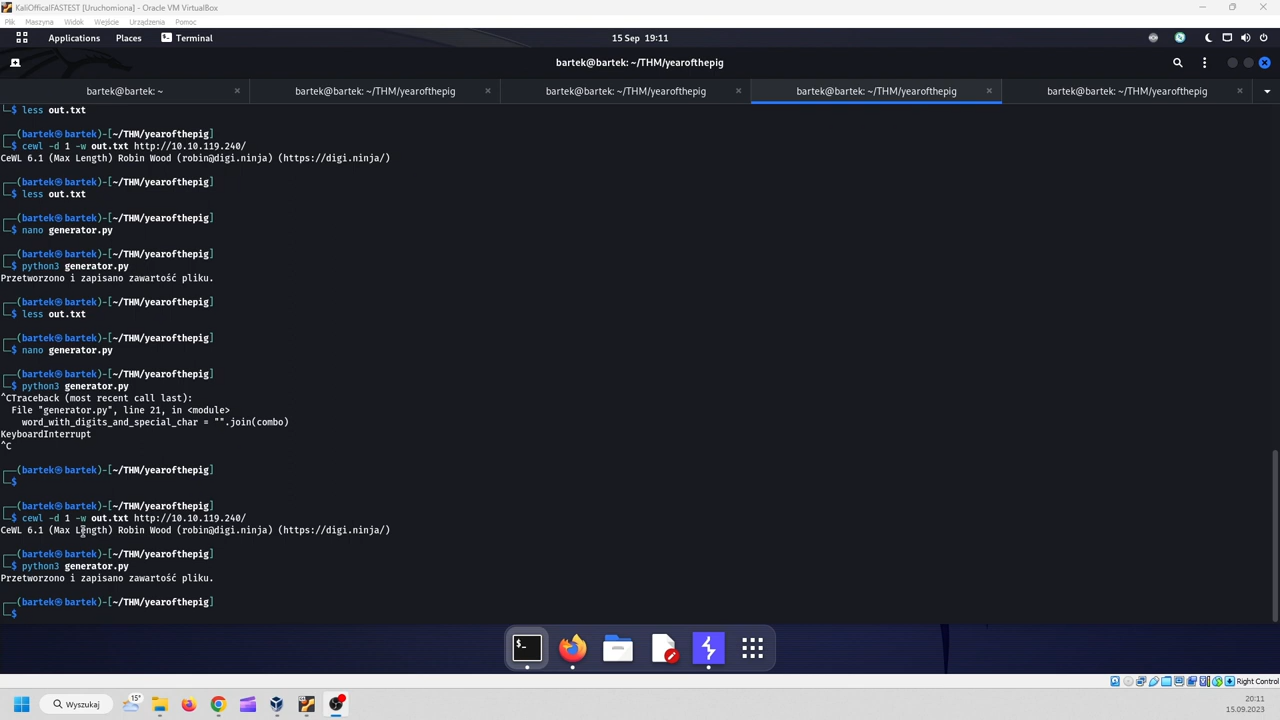 KaliOfficalFASTEST [Uruchomiona] - Oracle VM VirtualBox
Plik Maszyna Widok Wejście Urządzenia Pomoc
Applications Places Terminal 15 Sep 19:11
bartek@bartek: ~/THM/yearofthepig
bartek@bartek: ~ × bartek@bartek: ~/THM/yearofthepig × bartek@bartek: ~/THM/yearofthepig × bartek@bartek: ~/THM/yearofthepig × bartek@bartek: ~/THM/yearofthepig ×
└─$ less out.txt
┌──(bartek㉿bartek)-[~/THM/yearofthepig]
└─$ cewl -d 1 -w out.txt http://10.10.119.240/
CeWL 6.1 (Max Length) Robin Wood (robin@digi.ninja) (https://digi.ninja/)
┌──(bartek㉿bartek)-[~/THM/yearofthepig]
└─$ less out.txt
┌──(bartek㉿bartek)-[~/THM/yearofthepig]
└─$ nano generator.py
┌──(bartek㉿bartek)-[~/THM/yearofthepig]
└─$ python3 generator.py
Przetworzono i zapisano zawartość pliku.
┌──(bartek㉿bartek)-[~/THM/yearofthepig]
└─$ less out.txt
┌──(bartek㉿bartek)-[~/THM/yearofthepig]
└─$ nano generator.py
┌──(bartek㉿bartek)-[~/THM/yearofthepig]
└─$ python3 generator.py
^CTraceback (most recent call last):
  File "generator.py", line 21, in <module>
    word_with_digits_and_special_char = "".join(combo)
KeyboardInterrupt
^C
┌──(bartek㉿bartek)-[~/THM/yearofthepig]
└─$
┌──(bartek㉿bartek)-[~/THM/yearofthepig]
└─$ cewl -d 1 -w out.txt http://10.10.119.240/
CeWL 6.1 (Max Length) Robin Wood (robin@digi.ninja) (https://digi.ninja/)
┌──(bartek㉿bartek)-[~/THM/yearofthepig]
└─$ python3 generator.py
Przetworzono i zapisano zawartość pliku.
┌──(bartek㉿bartek)-[~/THM/yearofthepig]
└─$
$_
Right Control
Wyszukaj
15°
20:11
15.09.2023